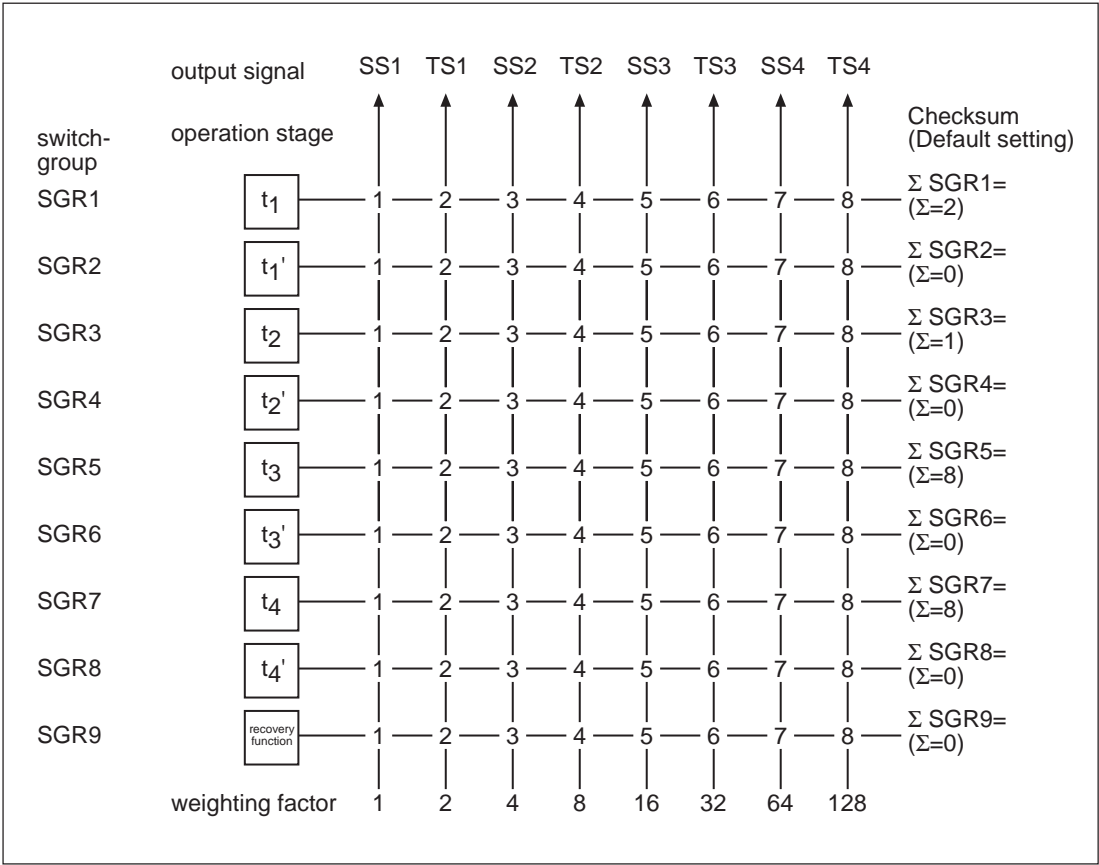 output signal SS1 TS1 SS2 TS2 SS3 TS3 SS4 TS4
operation stage
Checksum
(Default setting)
switch-
group
SGR1 t1 1 2 3 4 5 6 7 8 Σ SGR1=
(Σ=2)
SGR2 t1' 1 2 3 4 5 6 7 8 Σ SGR2=
(Σ=0)
SGR3 t2 1 2 3 4 5 6 7 8 Σ SGR3=
(Σ=1)
SGR4 t2' 1 2 3 4 5 6 7 8 Σ SGR4=
(Σ=0)
SGR5 t3 1 2 3 4 5 6 7 8 Σ SGR5=
(Σ=8)
SGR6 t3' 1 2 3 4 5 6 7 8 Σ SGR6=
(Σ=0)
SGR7 t4 1 2 3 4 5 6 7 8 Σ SGR7=
(Σ=8)
SGR8 t4' 1 2 3 4 5 6 7 8 Σ SGR8=
(Σ=0)
SGR9 recovery
function 1 2 3 4 5 6 7 8 Σ SGR9=
(Σ=0)
weighting factor 1 2 4 8 16 32 64 128